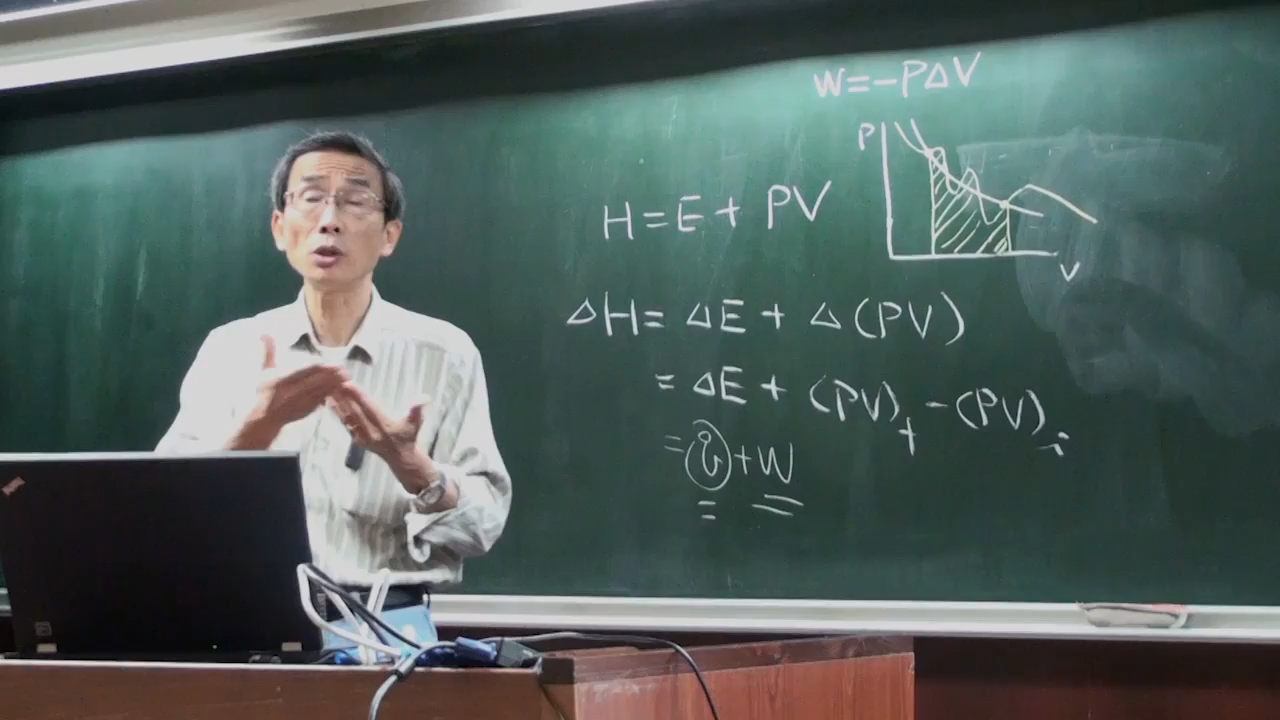 W=-PΔV
P
V
H=E+PV
ΔH=ΔE+Δ(PV)
=ΔE+(PV)f-(PV)i
=q+W